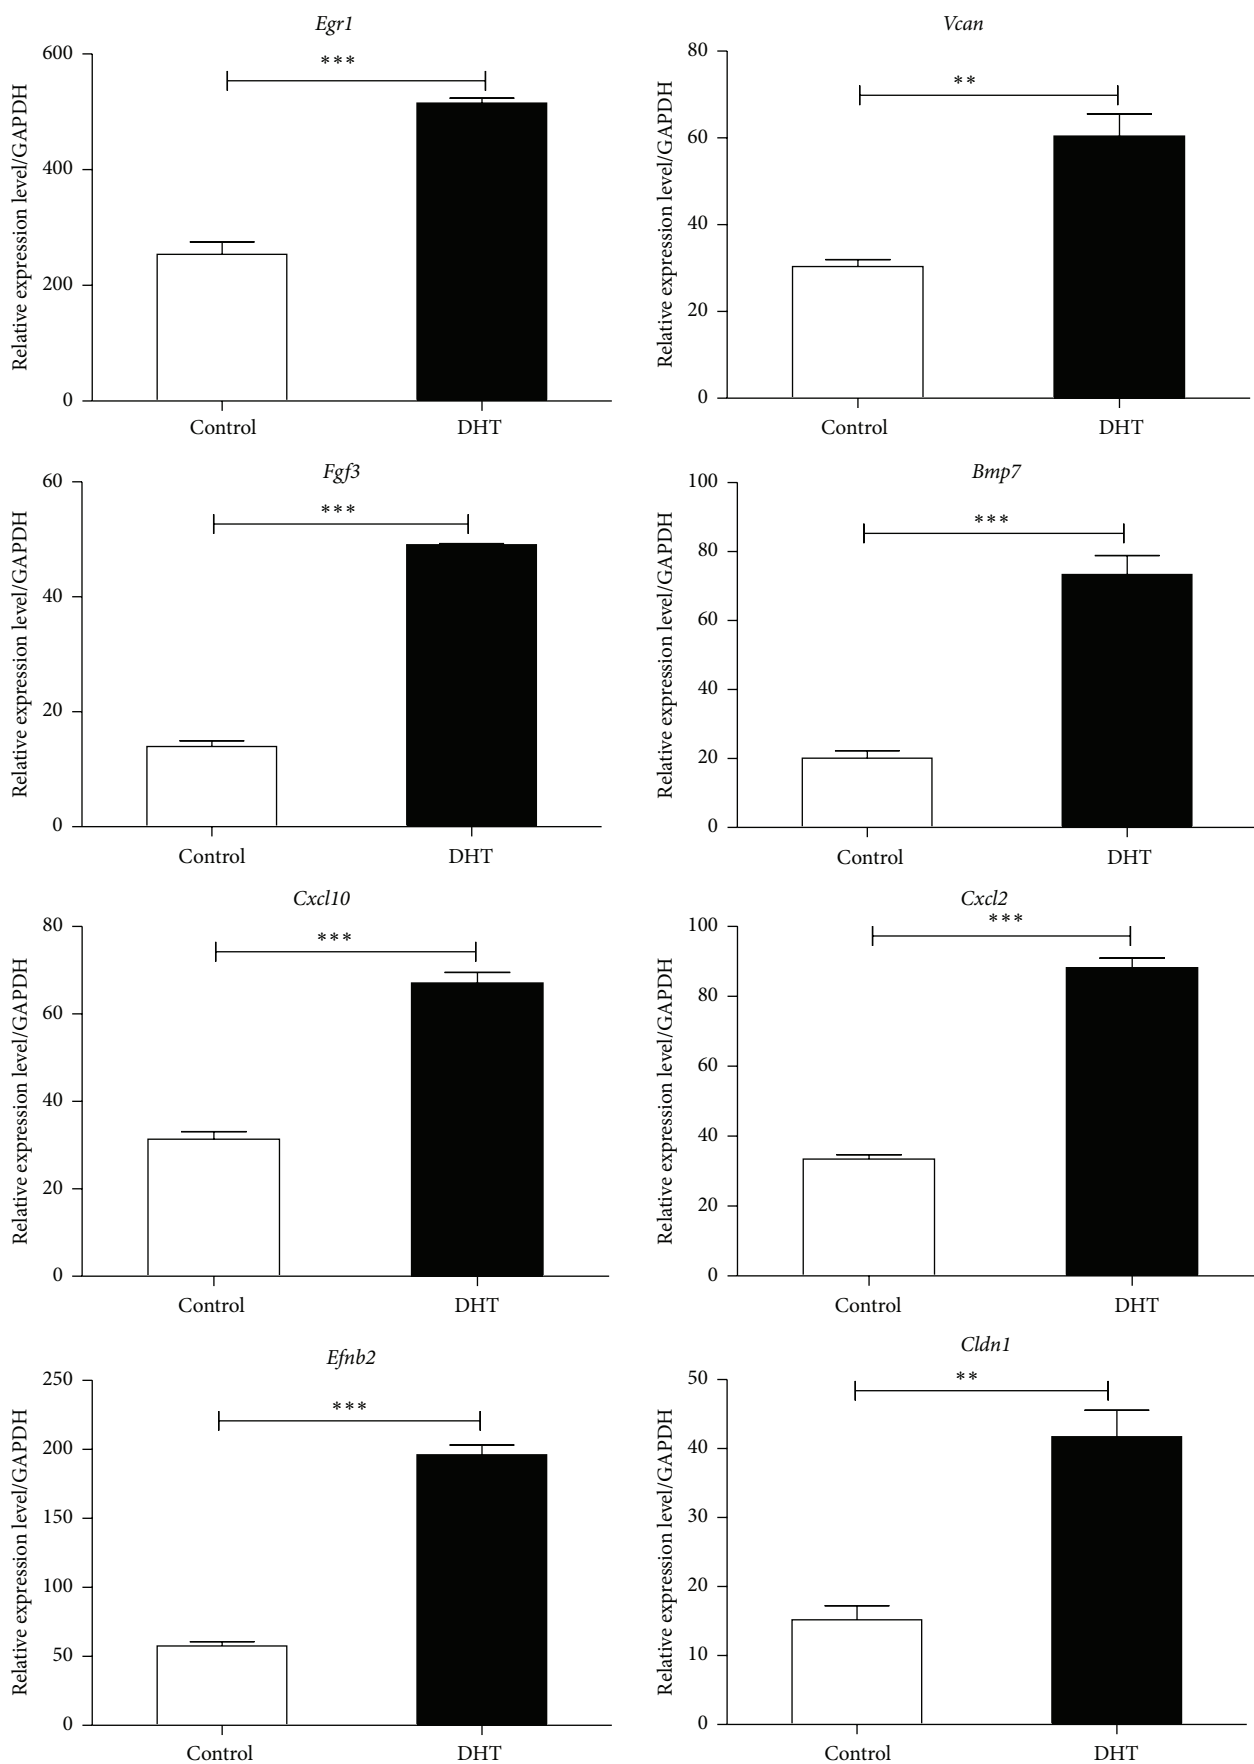 Egr1
Relative expression level/GAPDH
600
400
200
0
***
Control DHT
Vcan
Relative expression level/GAPDH
80
60
40
20
0
**
Control DHT
Fgf3
Relative expression level/GAPDH
60
40
20
0
***
Control DHT
Bmp7
Relative expression level/GAPDH
100
80
60
40
20
0
***
Control DHT
Cxcl10
Relative expression level/GAPDH
80
60
40
20
0
***
Control DHT
Cxcl2
Relative expression level/GAPDH
100
80
60
40
20
0
***
Control DHT
Efnb2
Relative expression level/GAPDH
250
200
150
100
50
0
***
Control DHT
Cldn1
Relative expression level/GAPDH
50
40
30
20
10
0
**
Control DHT